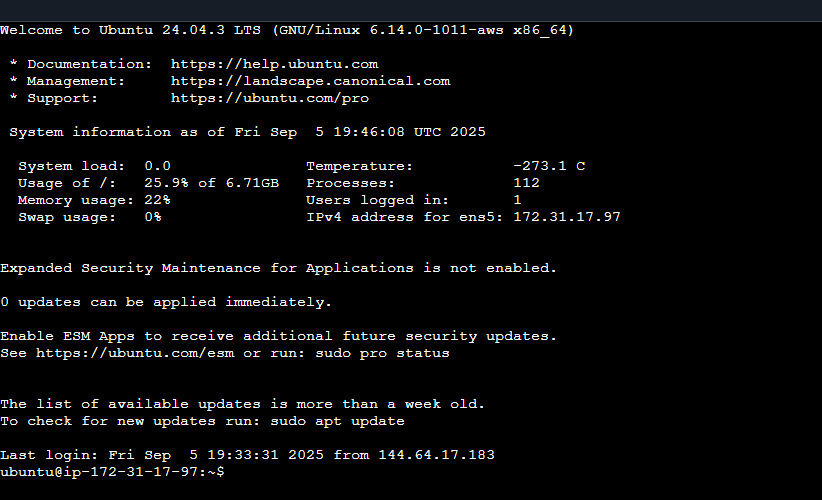 Welcome to Ubuntu 24.04.3 LTS (GNU/Linux 6.14.0-1011-aws x86_64)
* Documentation: https://help.ubuntu.com
* Management: https://landscape.canonical.com
* Support: https://ubuntu.com/pro
System information as of Fri Sep 5 19:46:08 UTC 2025
System load: 0.0 Temperature: -273.1 C
Usage of /: 25.9% of 6.71GB Processes: 112
Memory usage: 22% Users logged in: 1
Swap usage: 0% IPv4 address for ens5: 172.31.17.97
Expanded Security Maintenance for Applications is not enabled.
0 updates can be applied immediately.
Enable ESM Apps to receive additional future security updates.
See https://ubuntu.com/esm or run: sudo pro status
The list of available updates is more than a week old.
To check for new updates run: sudo apt update
Last login: Fri Sep 5 19:33:31 2025 from 144.64.17.183
ubuntu@ip-172-31-17-97:~$